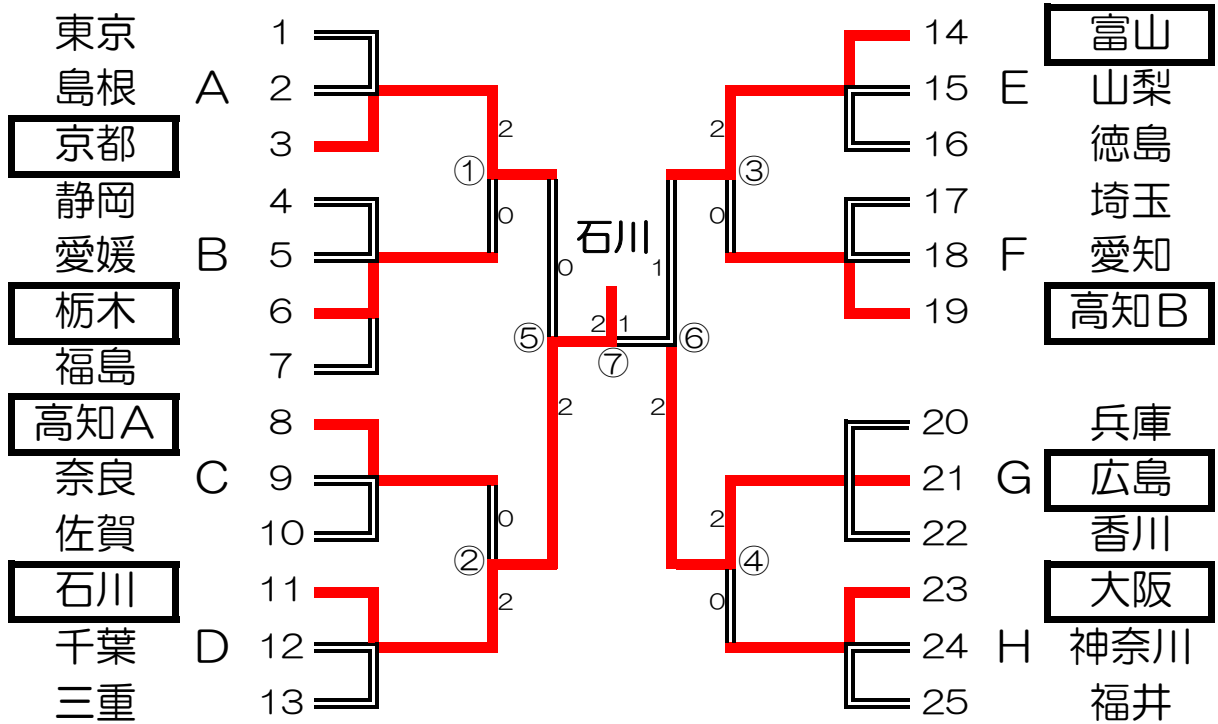 東京 1
島根 A 2
京都 3
静岡 4
愛媛 B 5
栃木 6
福島 7
高知A 8
奈良 C 9
佐賀 10
石川 11
千葉 D 12
三重 13
2
① 
0
0
⑤
2
0
②
2
石川
2 1
⑦
2
③
0
1
⑥
2
2
④
0
14 富山
15 E 山梨
16 徳島
17 埼玉
18 F 愛知
19 高知B
20 兵庫
21 G 広島
22 香川
23 大阪
24 H 神奈川
25 福井